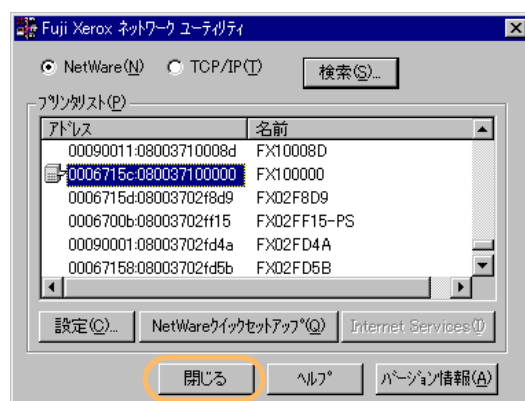 Fuji Xerox ネットワーク ユーティリティ
NetWare(N) TCP/IP(T) 検索(S)...
プリンタリスト(P)
アドレス 名前
00090011:08003710008d FX10008D
0006715c:080037100000 FX100000
0006715d:08003702f8d9 FX02F8D9
0006700b:08003702ff15 FX02FF15-PS
00090001:08003702fd4a FX02FD4A
00067158:08003702fd5b FX02FD5B
設定(C)... NetWareクイックセットアップ(Q) Internet Services(I)
閉じる ヘルプ バージョン情報(A)